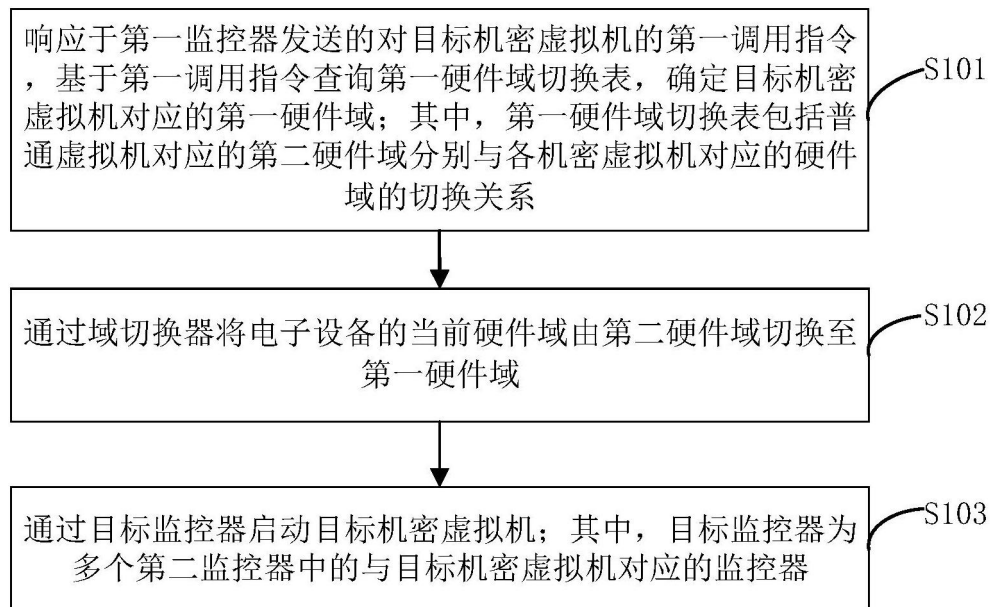 响应于第一监控器发送的对目标机密虚拟机的第一调用指令
，基于第一调用指令查询第一硬件域切换表，确定目标机密
虚拟机对应的第一硬件域；其中，第一硬件域切换表包括普
通虚拟机对应的第二硬件域分别与各机密虚拟机对应的硬件
域的切换关系
S101
通过域切换器将电子设备的当前硬件域由第二硬件域切换至
第一硬件域
S102
通过目标监控器启动目标机密虚拟机；其中，目标监控器为
多个第二监控器中的与目标机密虚拟机对应的监控器
S103